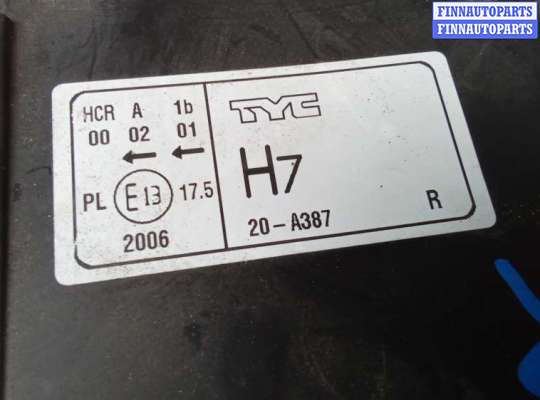 FINNAUTOPARTS
FINNAUTOPARTS
HCR A 1b
00 02 01
PL E13 17.5
2006
TYC
H7
20-A387 R